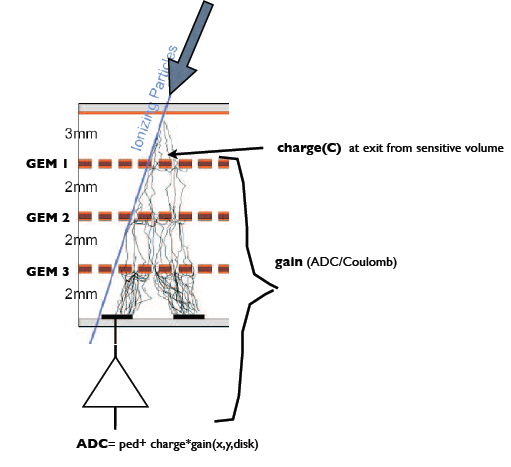 Ionizing Particles
3mm
charge(C) at exit from sensitive volume
GEM 1
2mm
GEM 2
2mm
gain (ADC/Coulomb)
GEM 3
2mm
ADC= ped+ charge*gain(x,y,disk)